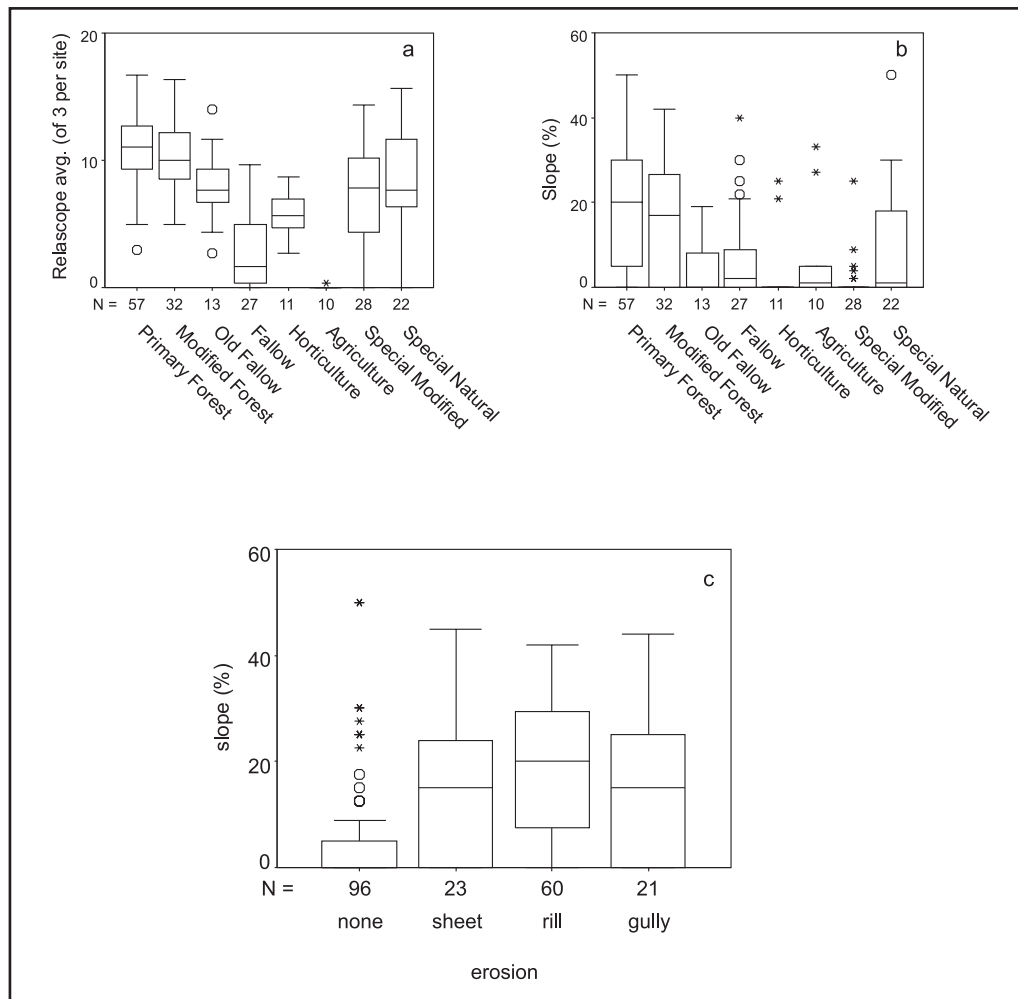 a
Relascope avg. (of 3 per site)
20
10
0
N = 57 32 13 27 11 10 28 22
Primary Forest
Modified Forest
Old Fallow
Fallow
Horticulture
Agriculture
Special Modified
Special Natural
b
Slope (%)
60
40
20
0
N = 57 32 13 27 11 10 28 22
Primary Forest
Modified Forest
Old Fallow
Fallow
Horticulture
Agriculture
Special Modified
Special Natural
c
slope (%)
60
40
20
0
N = 96 23 60 21
none sheet rill gully
erosion